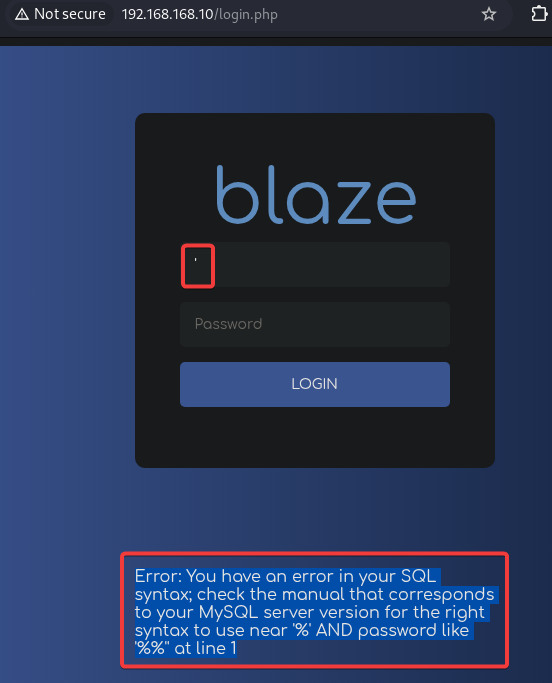 Not secure 192.168.168.10/login.php
blaze
'
Password
LOGIN
Error: You have an error in your SQL
syntax; check the manual that corresponds
to your MySQL server version for the right
syntax to use near '%' AND password like
'%%'' at line 1